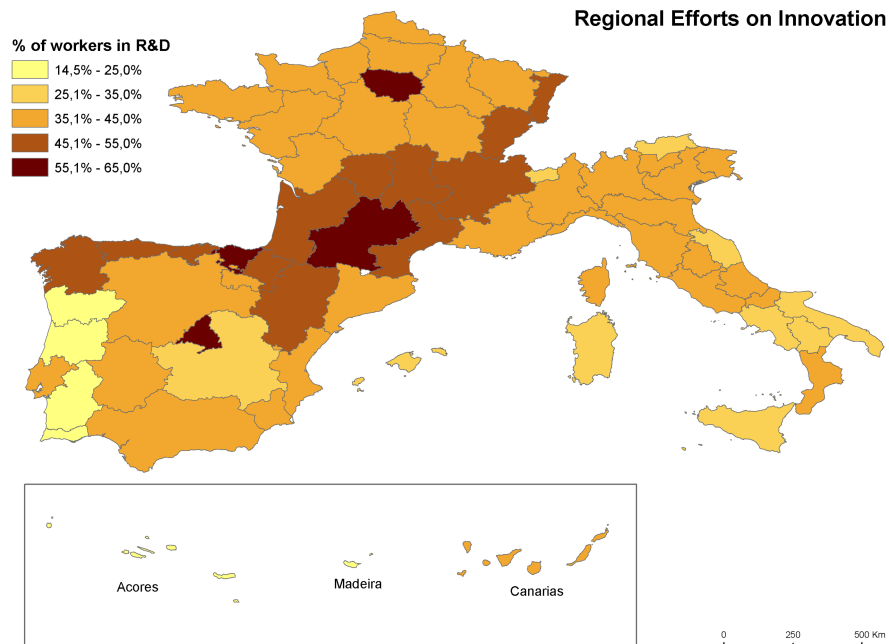 Regional Efforts on Innovation
% of workers in R&D
14,5% - 25,0%
25,1% - 35,0%
35,1% - 45,0%
45,1% - 55,0%
55,1% - 65,0%
Acores
Madeira
Canarias
0 250 500 Km